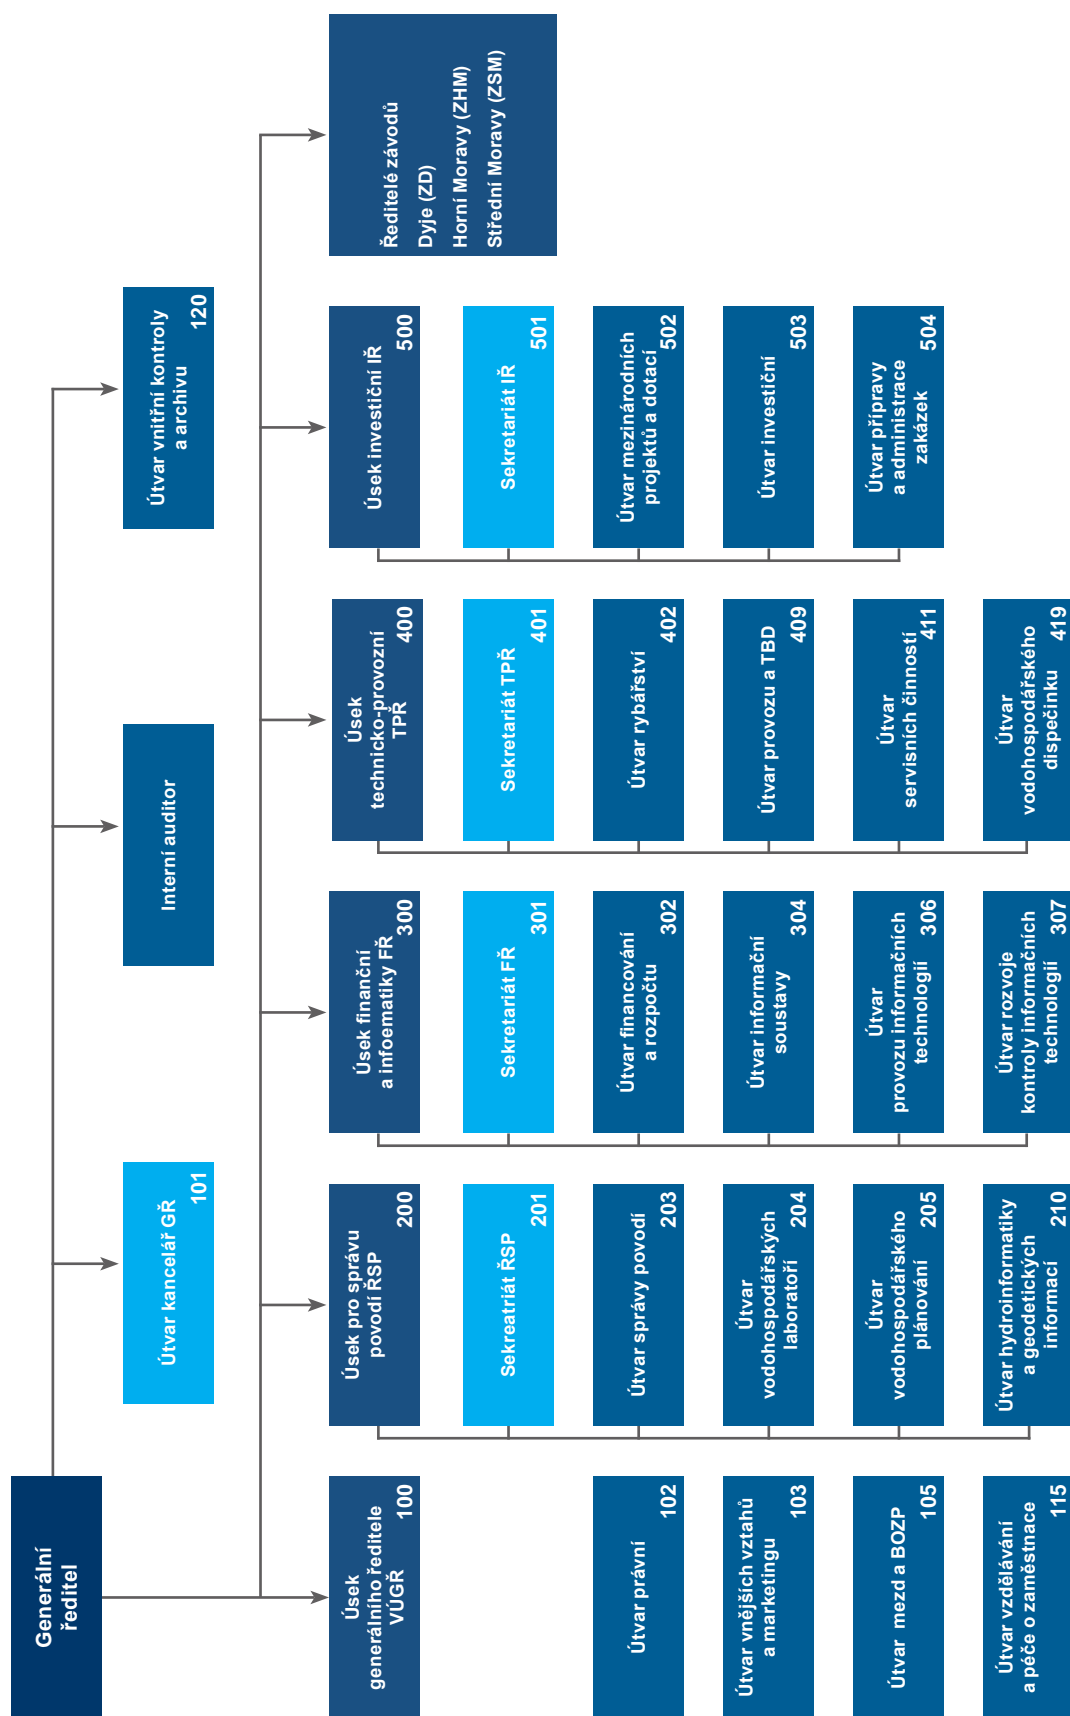 Generální
ředitel
Útvar kancelář GŘ
101
Interní auditor
Útvar vnitřní kontroly
a archivu
120
Úsek
generálního ředitele
VÚGŘ
100
Útvar právní
102
Útvar vnějších vztahů
a marketingu
103
Útvar mezd a BOZP
105
Útvar vzdělávání
a péče o zaměstnace
115
Úsek pro správu
povodí ŘSP
200
Sekreatriát ŘSP
201
Útvar správy povodí
203
Útvar
vodohospodářských
laboratoří
204
Útvar
vodohospodářského
plánování
205
Útvar hydroinformatiky
a geodetických
informací
210
Úsek finanční
a infoematiky FŘ
300
Sekretariát FŘ
301
Útvar financování
a rozpočtu
302
Útvar informační
soustavy
304
Útvar
provozu informačních
technologií
306
Útvar rozvoje
kontroly informačních
technologií
307
Úsek
technicko-provozní
TPŘ
400
Sekretariát TPŘ
401
Útvar rybářství
402
Útvar provozu a TBD
409
Útvar
servisních činností
411
Útvar
vodohospodářského
dispečinku
419
Úsek investiční IŘ
500
Sekretariát IŘ
501
Útvar mezinárodních
projektů a dotací
502
Útvar investiční
503
Útvar přípravy
a administrace
zakázek
504
Ředitelé závodů
Dyje (ZD)
Horní Moravy (ZHM)
Střední Moravy (ZSM)